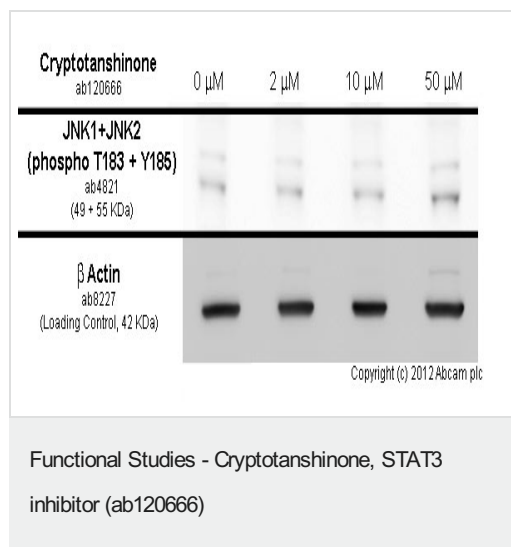 Cryptotanshinone
ab120666
0 µM 2 µM 10 µM 50 µM
JNK1+JNK2
(phospho T183 + Y185)
ab4821
(49 + 55 KDa)
β Actin
ab8227
(Loading Control, 42 KDa)
Copyright (c) 2012 Abcam plc
Functional Studies - Cryptotanshinone, STAT3
inhibitor (ab120666)